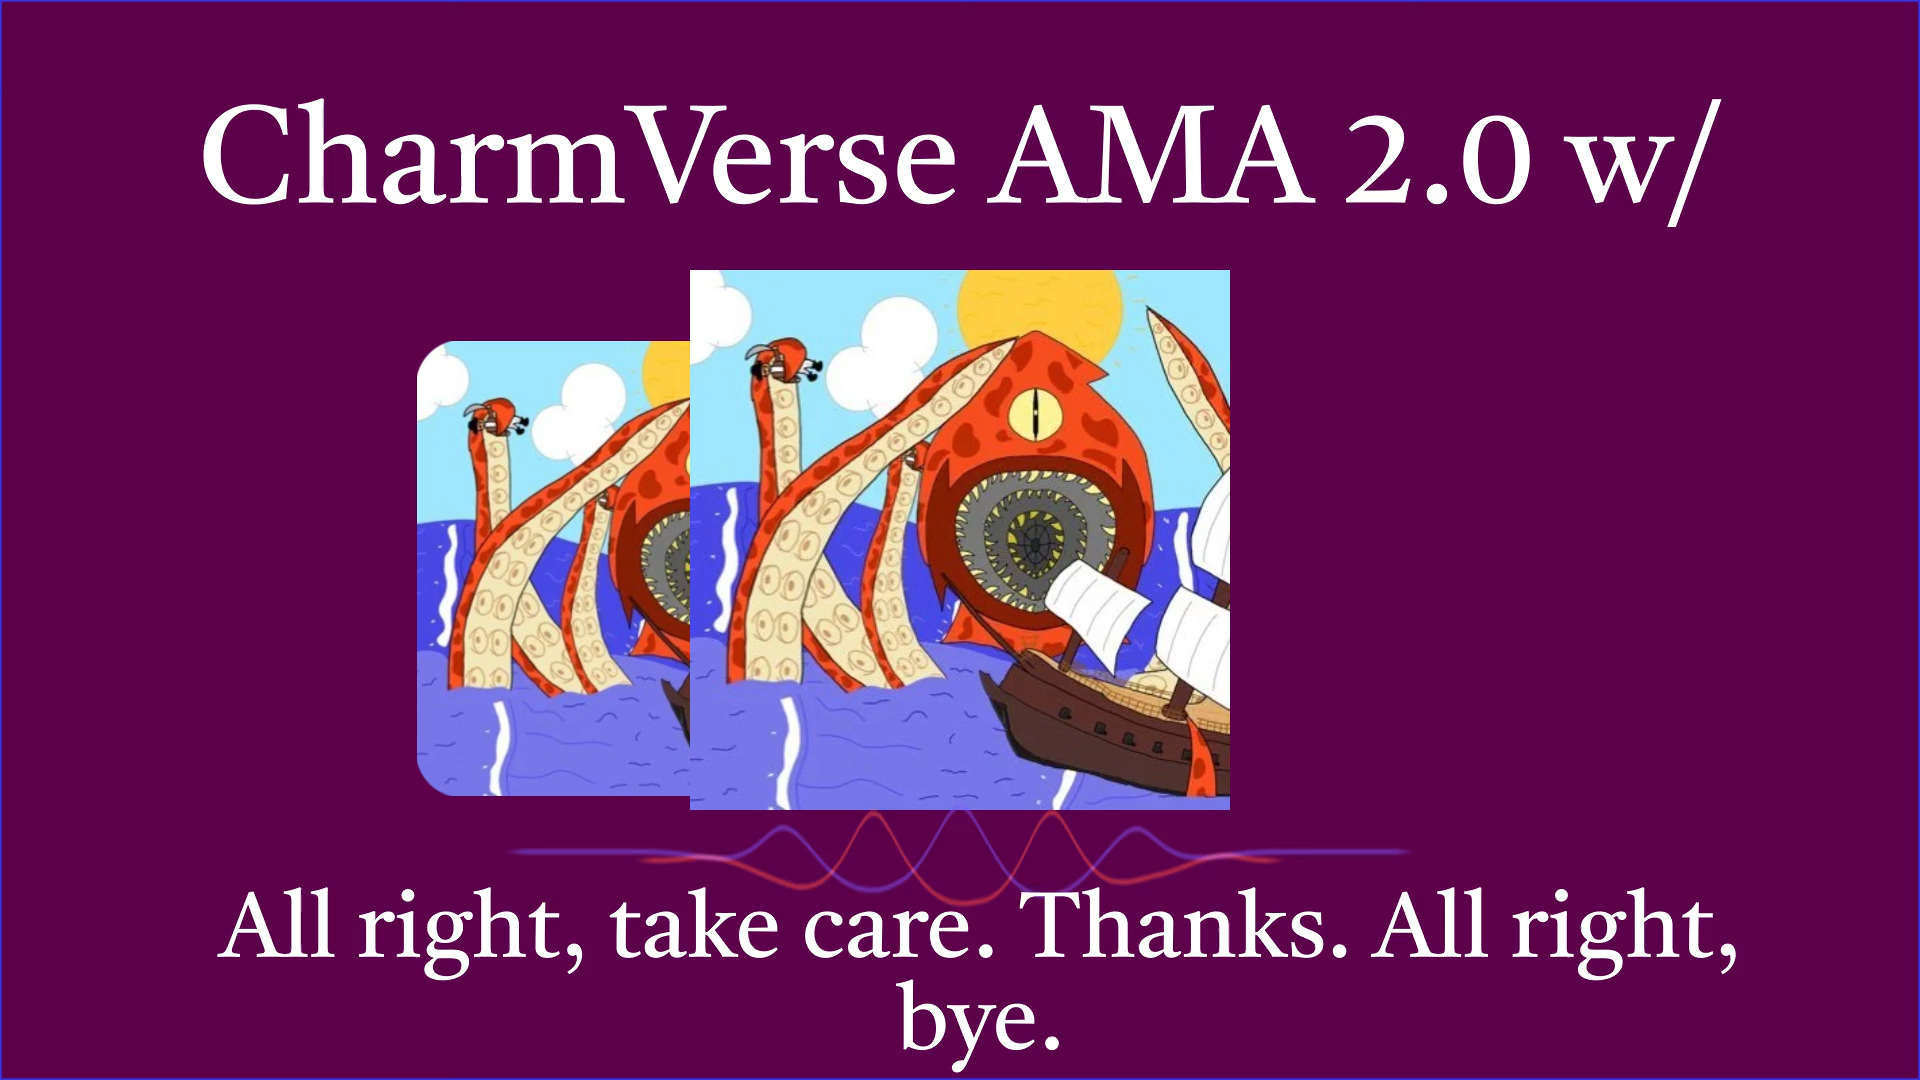 CharmVerse AMA 2.0 w/
All right, take care. Thanks. All right,
bye.